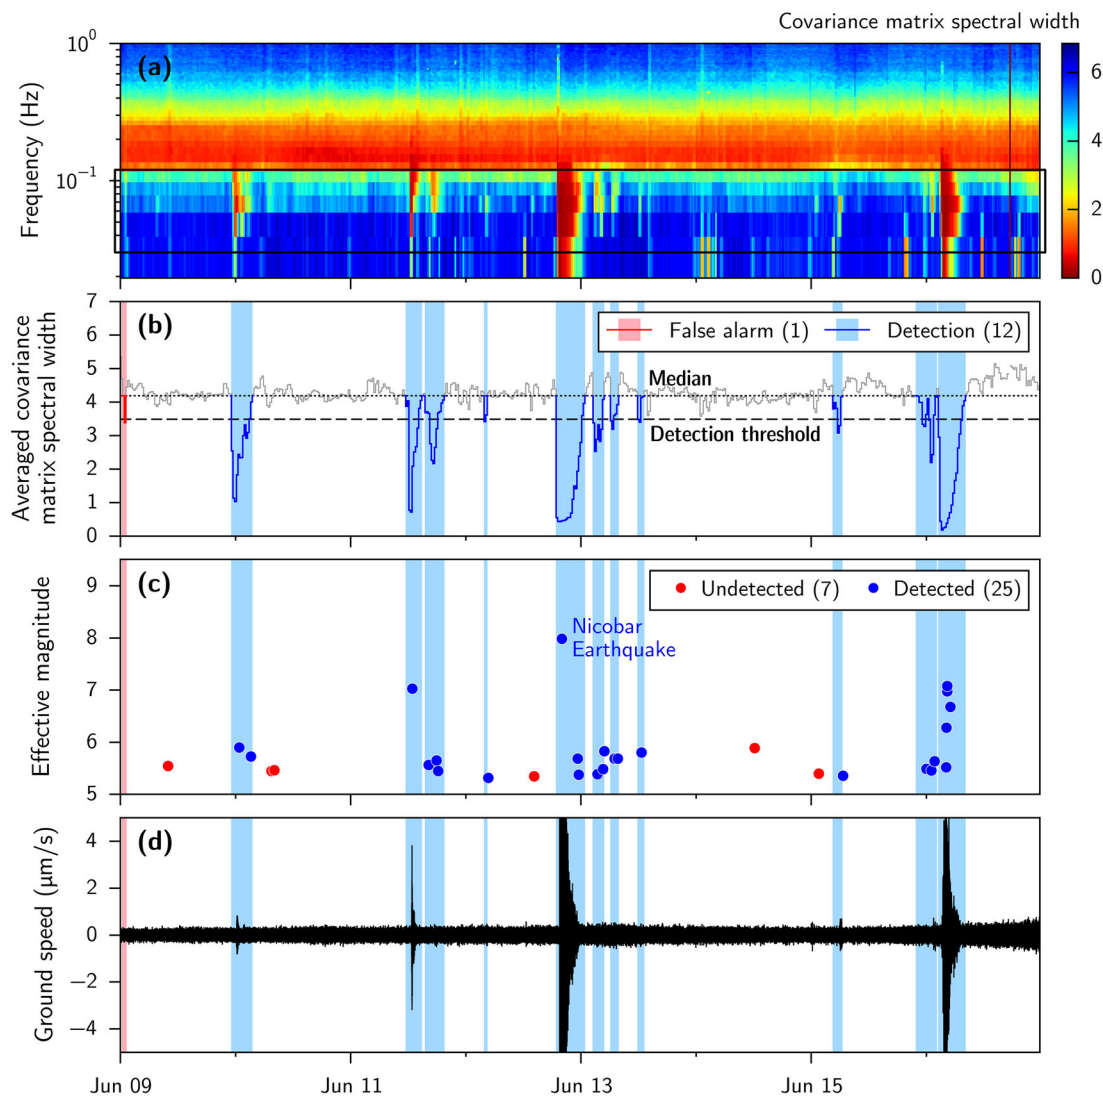 Covariance matrix spectral width
(a)
10⁰
10⁻¹
Frequency (Hz)
6
4
2
0
(b)
7
6
5
4
3
2
1
0
Averaged covariance
matrix spectral width
False alarm (1)
Detection (12)
Median
Detection threshold
(c)
9
8
7
6
5
Effective magnitude
Undetected (7)
Detected (25)
Nicobar
Earthquake
(d)
4
2
0
−2
−4
Ground speed (μm/s)
Jun 09
Jun 11
Jun 13
Jun 15